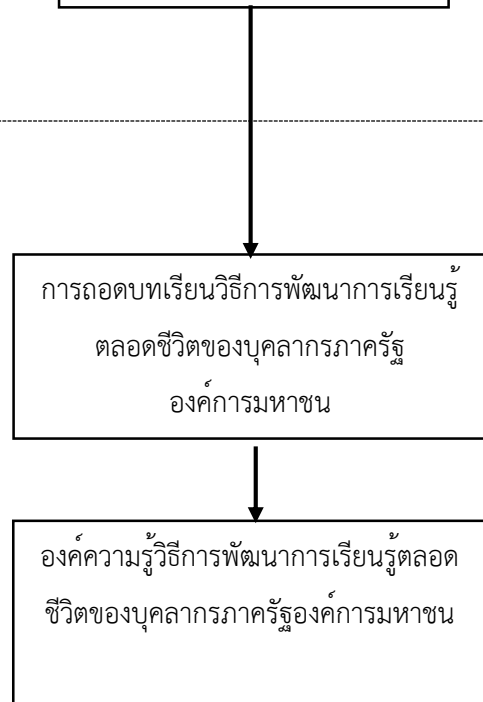 การถอดบทเรียนวิธีการพัฒนาการเรียนรู้
ตลอดชีวิตของบุคลากรภาครัฐ
องค์การมหาชน
องค์ความรู้วิธีการพัฒนาการเรียนรู้ตลอด
ชีวิตของบุคลากรภาครัฐองค์การมหาชน